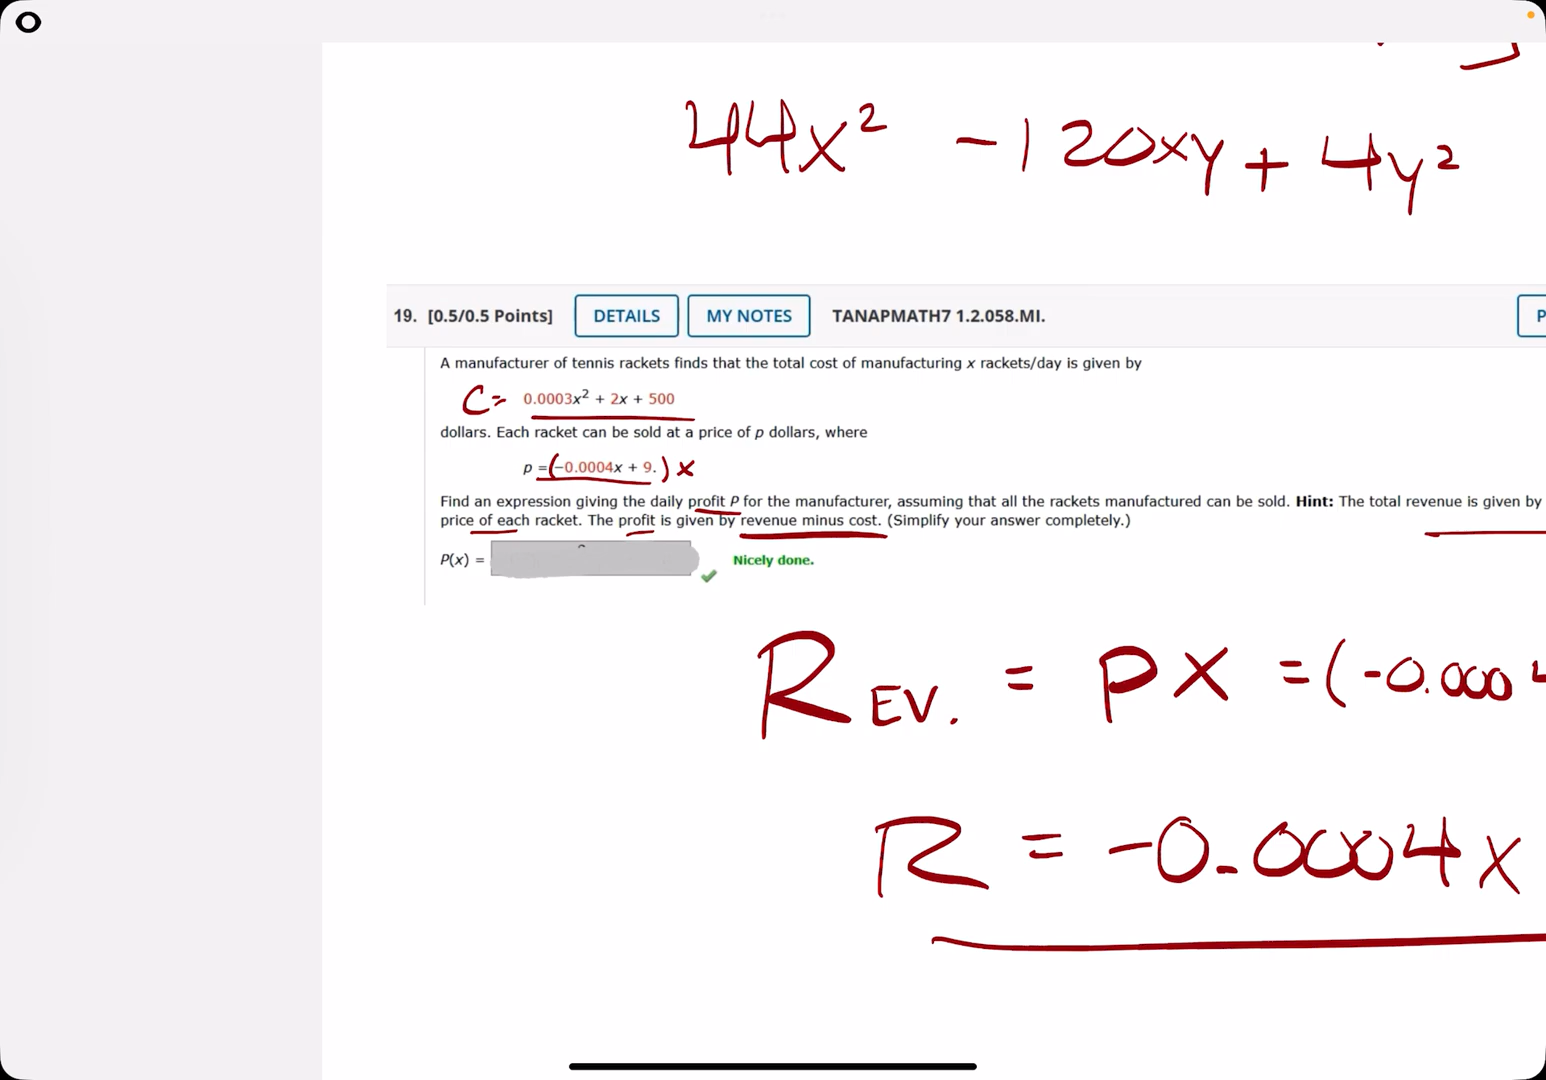 44x² - 120xy + 4y²
19. [0.5/0.5 Points] DETAILS MY NOTES TANAPMATH7 1.2.058.MI. P
A manufacturer of tennis rackets finds that the total cost of manufacturing x rackets/day is given by
C= 0.0003x² + 2x + 500
dollars. Each racket can be sold at a price of p dollars, where
p = (-0.0004x + 9.) x
Find an expression giving the daily profit P for the manufacturer, assuming that all the rackets manufactured can be sold. Hint: The total revenue is given by
price of each racket. The profit is given by revenue minus cost. (Simplify your answer completely.)
P(x) = Nicely done.
REV. = PX = (-0.0004
R = -0.0004x